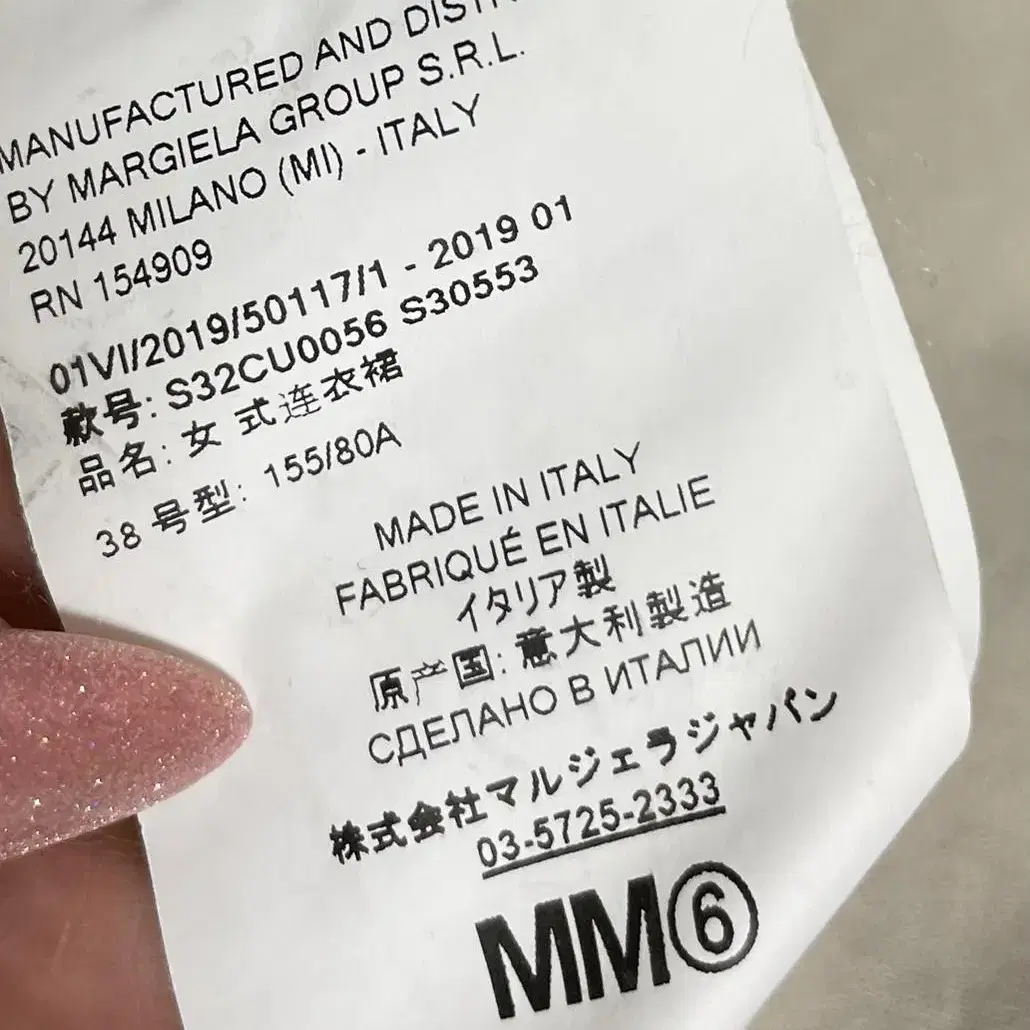 MANUFACTURED AND
BY MARGIELA GROUP S.R.L.
20144 MILANO (MI) - ITALY
RN 154909
01VI/2019/50117/1 - 2019 01
款号: S32CU0056 S30553
品名: 女 式连衣裙
38 号型: 155/80A
MADE IN ITALY
FABRIQUÉ EN ITALIE
イタリア製
原产国: 意大利製造
СДЕЛАНО В ИТАЛИИ
株式会社マルジェラジャパン
03-5725-2333
MM⑥